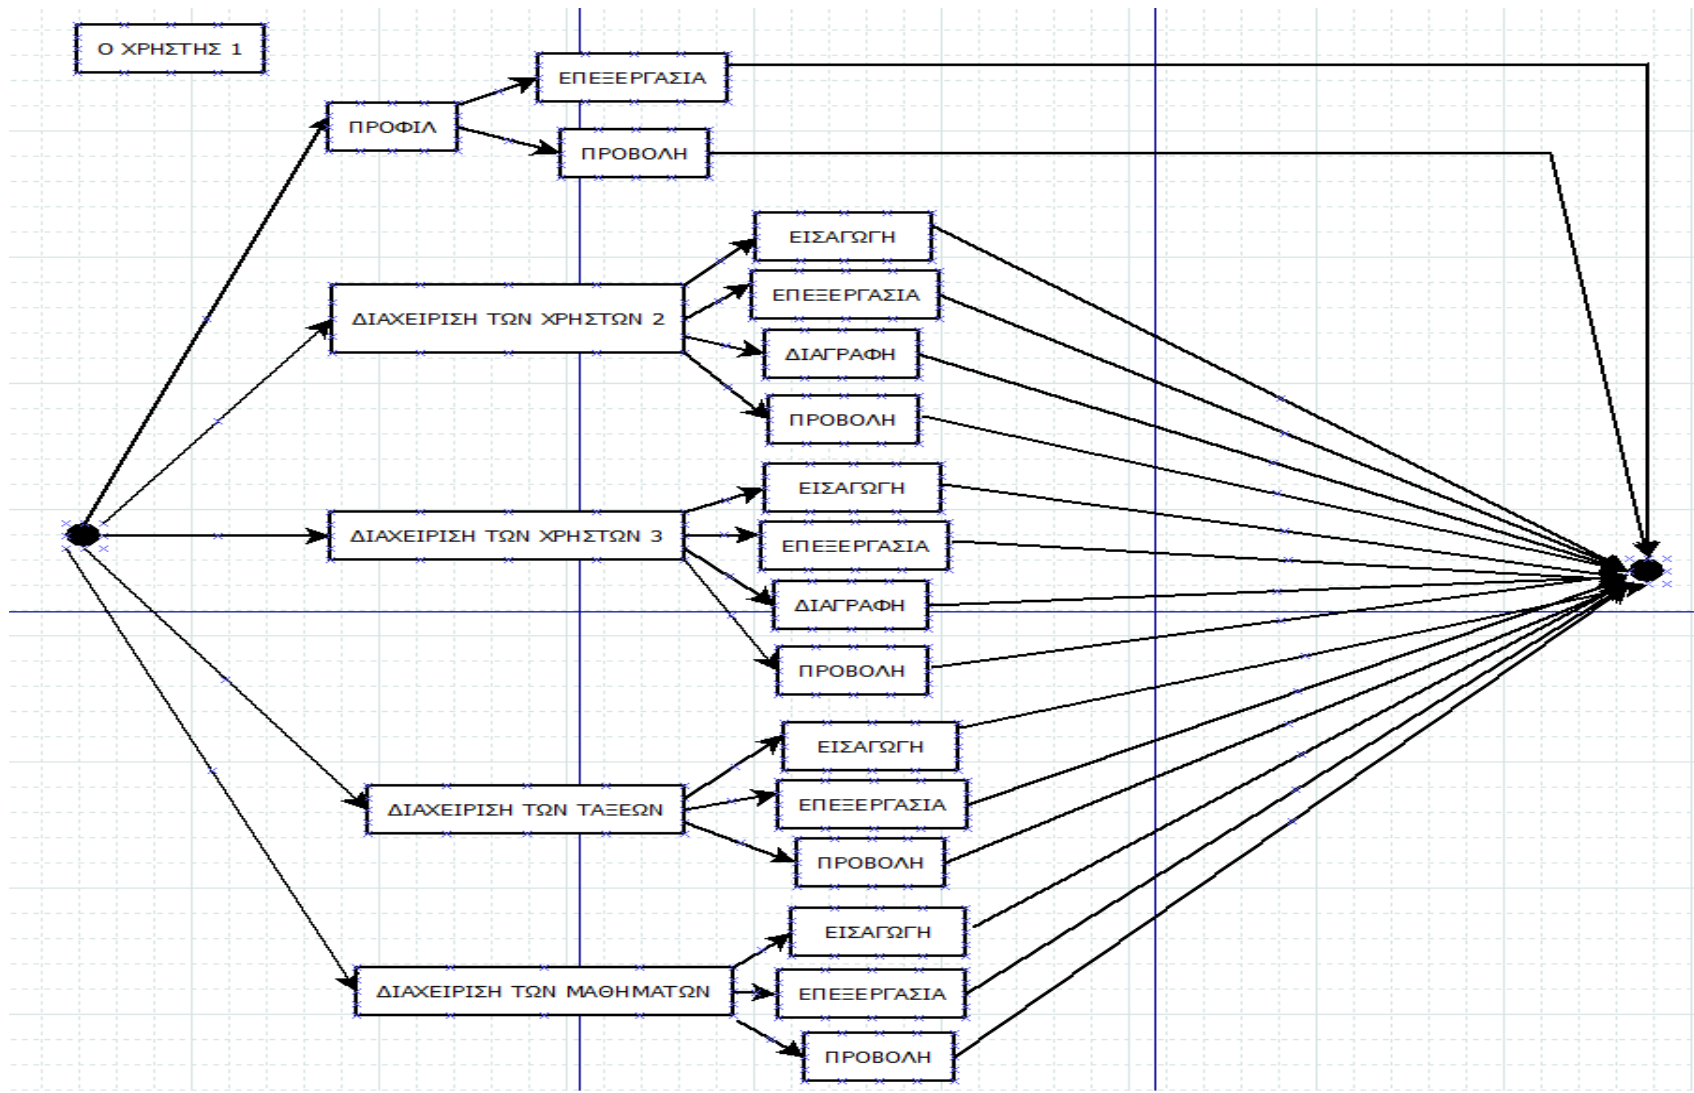 Ο ΧΡΗΣΤΗΣ 1
ΠΡΟΦΙΛ
ΕΠΕΞΕΡΓΑΣΙΑ
ΠΡΟΒΟΛΗ
ΔΙΑΧΕΙΡΙΣΗ ΤΩΝ ΧΡΗΣΤΩΝ 2
ΕΙΣΑΓΩΓΗ
ΕΠΕΞΕΡΓΑΣΙΑ
ΔΙΑΓΡΑΦΗ
ΠΡΟΒΟΛΗ
ΔΙΑΧΕΙΡΙΣΗ ΤΩΝ ΧΡΗΣΤΩΝ 3
ΕΙΣΑΓΩΓΗ
ΕΠΕΞΕΡΓΑΣΙΑ
ΔΙΑΓΡΑΦΗ
ΠΡΟΒΟΛΗ
ΔΙΑΧΕΙΡΙΣΗ ΤΩΝ ΤΑΞΕΩΝ
ΕΙΣΑΓΩΓΗ
ΕΠΕΞΕΡΓΑΣΙΑ
ΠΡΟΒΟΛΗ
ΔΙΑΧΕΙΡΙΣΗ ΤΩΝ ΜΑΘΗΜΑΤΩΝ
ΕΙΣΑΓΩΓΗ
ΕΠΕΞΕΡΓΑΣΙΑ
ΠΡΟΒΟΛΗ